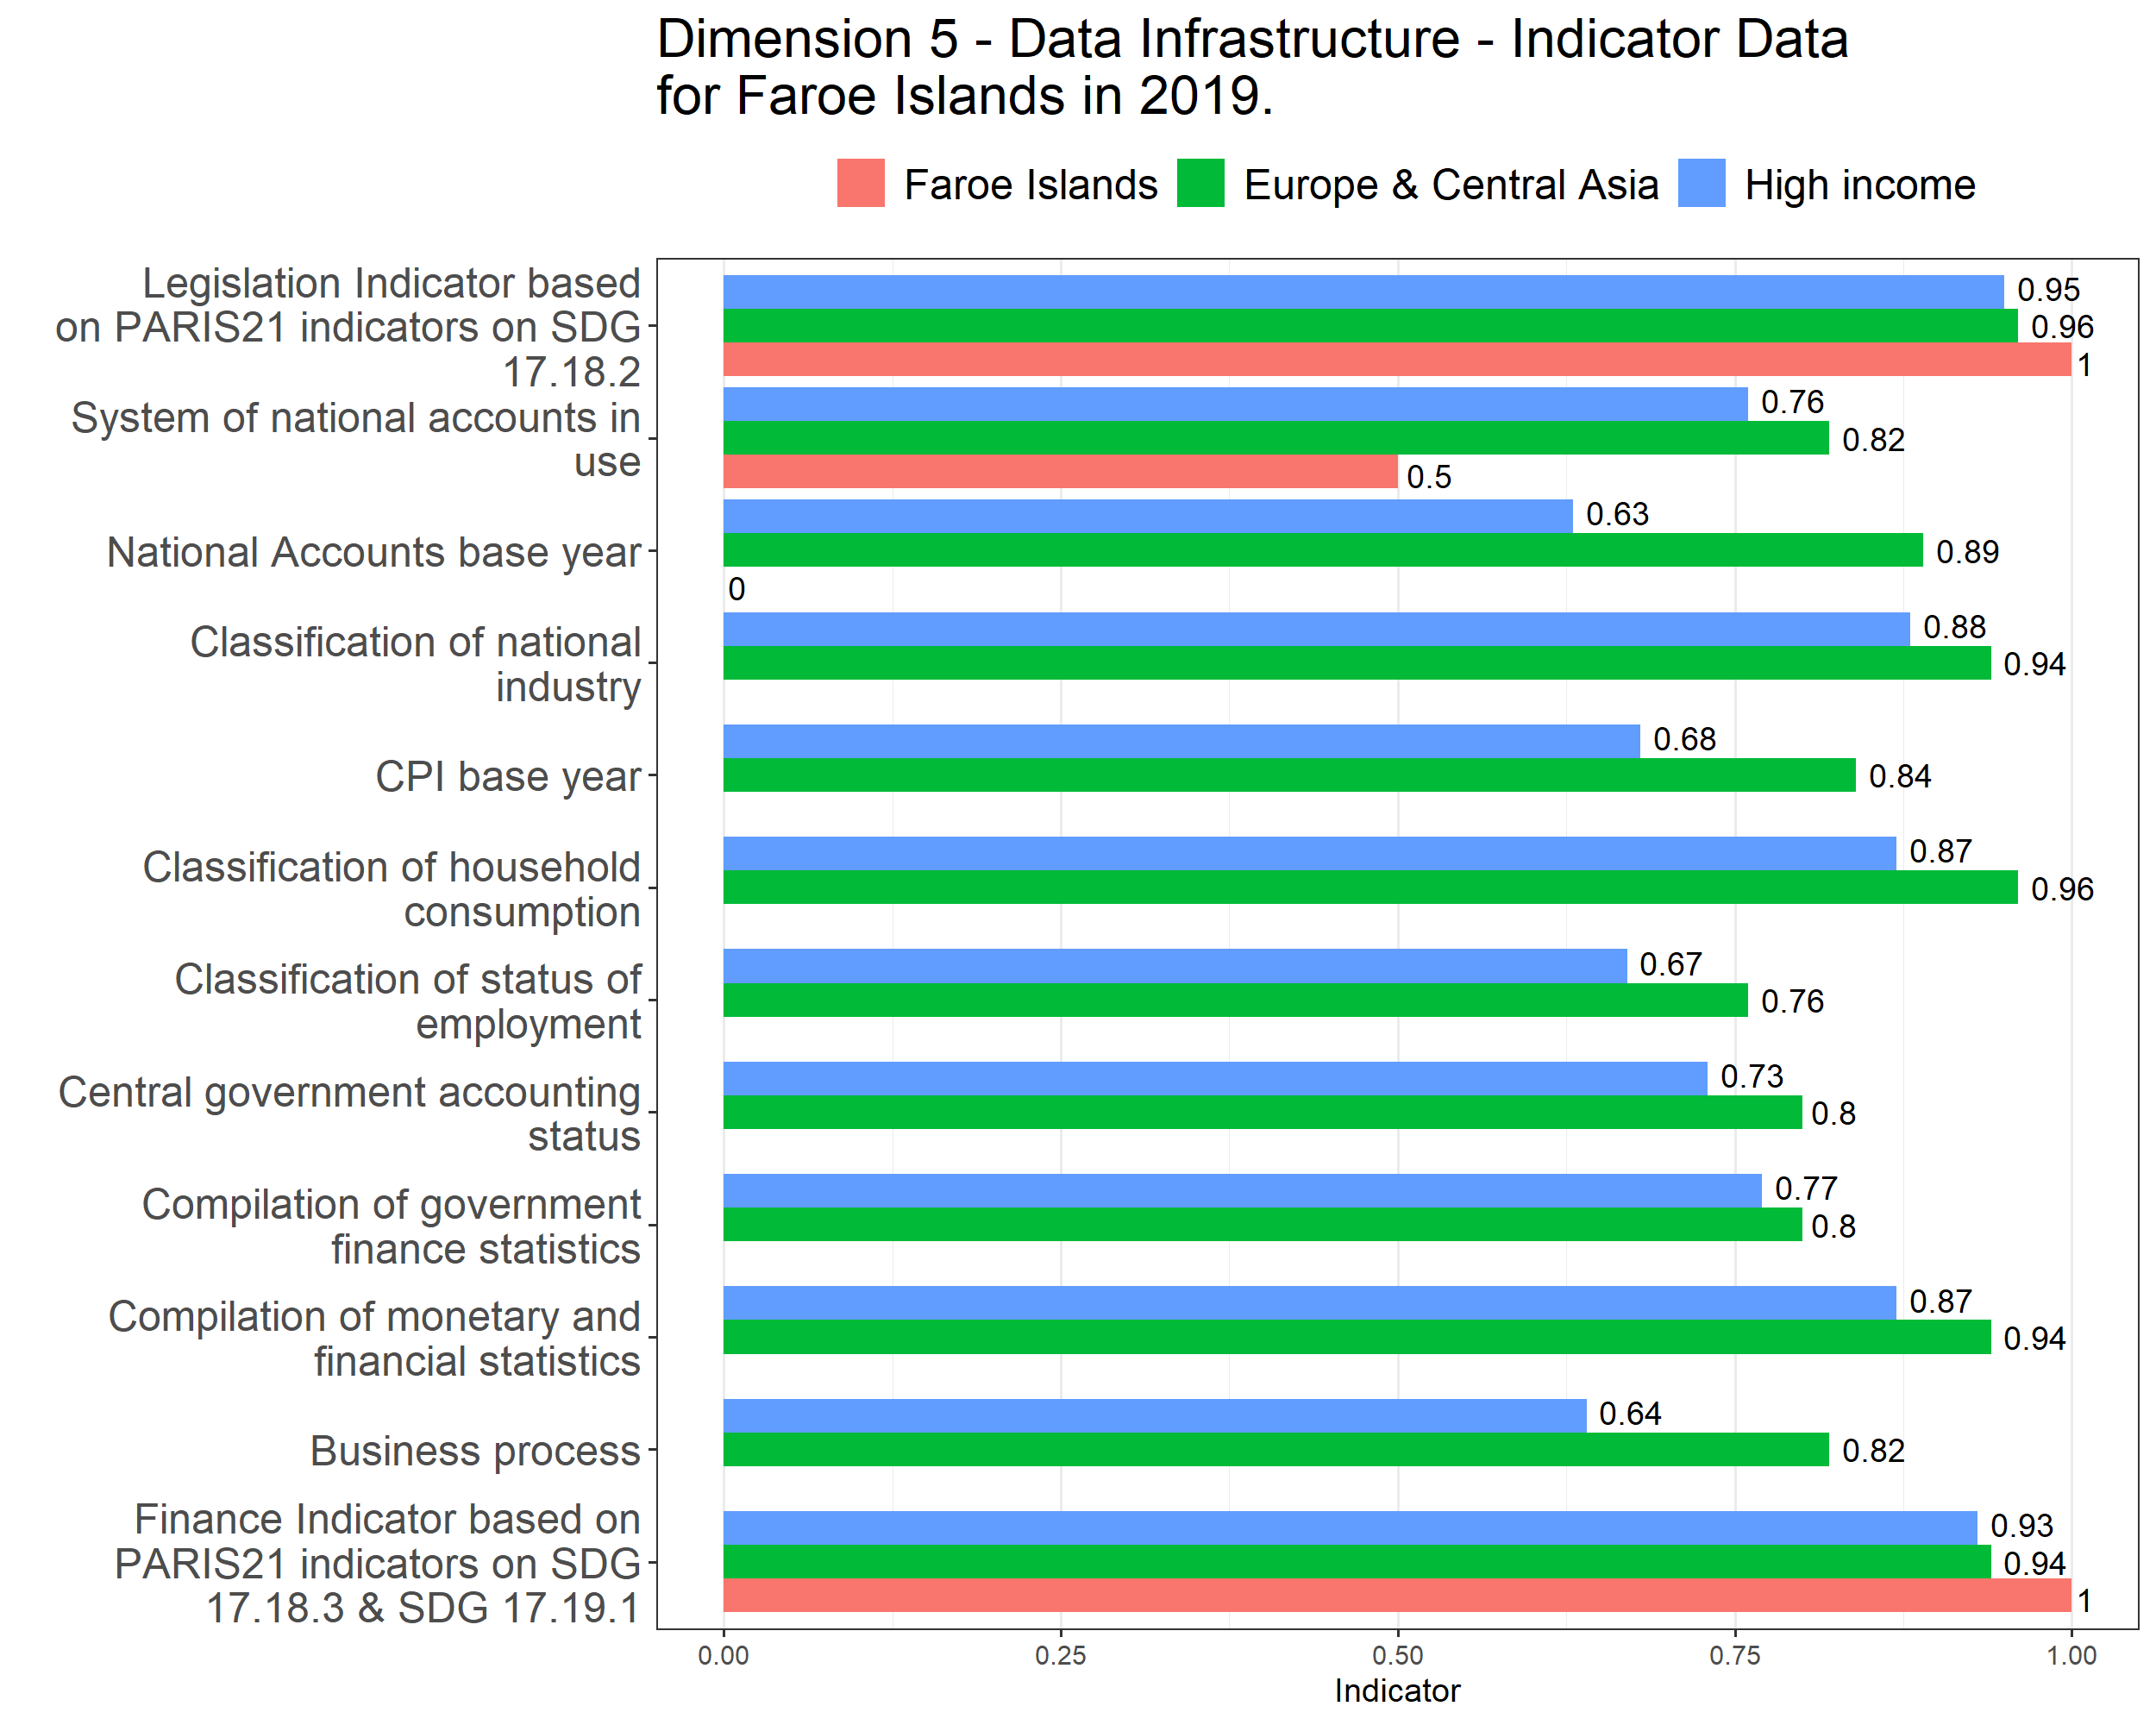 Dimension 5 - Data Infrastructure - Indicator Data
for Faroe Islands in 2019.
Faroe Islands
Europe & Central Asia
High income
Legislation Indicator based
on PARIS21 indicators on SDG
17.18.2
0.95
0.96
1
System of national accounts in
use
0.76
0.82
0.5
National Accounts base year
0.63
0.89
0
Classification of national
industry
0.88
0.94
CPI base year
0.68
0.84
Classification of household
consumption
0.87
0.96
Classification of status of
employment
0.67
0.76
Central government accounting
status
0.73
0.8
Compilation of government
finance statistics
0.77
0.8
Compilation of monetary and
financial statistics
0.87
0.94
Business process
0.64
0.82
Finance Indicator based on
PARIS21 indicators on SDG
17.18.3 & SDG 17.19.1
0.93
0.94
1
0.00
0.25
0.50
0.75
1.00
Indicator